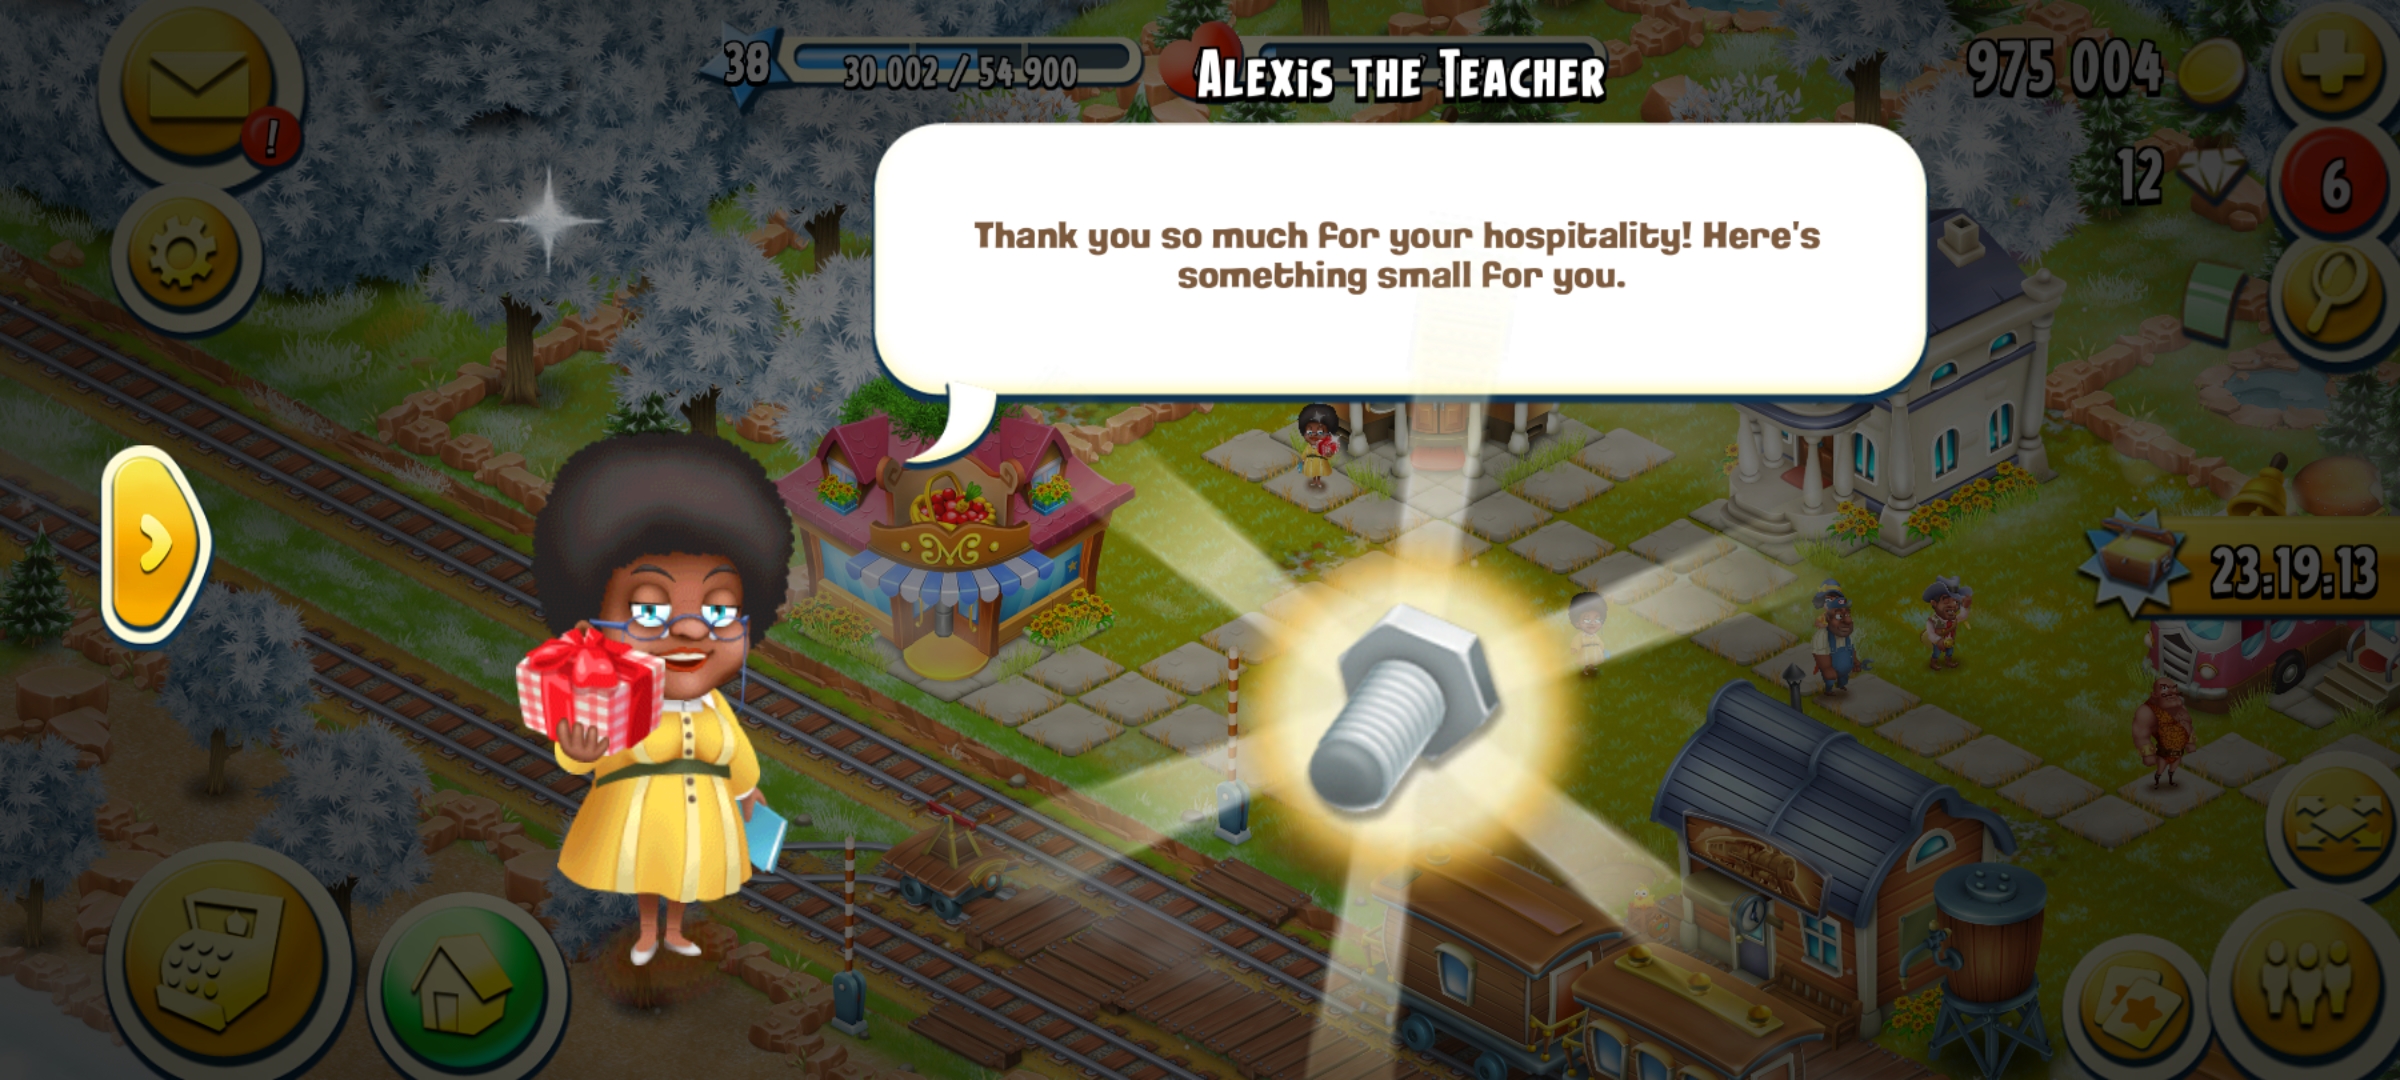 38
30 002 / 54 900
ALEXIS THE TEACHER
975 004
!
12
6
Thank you so much for your hospitality! Here's
something small for you.
23:19:13